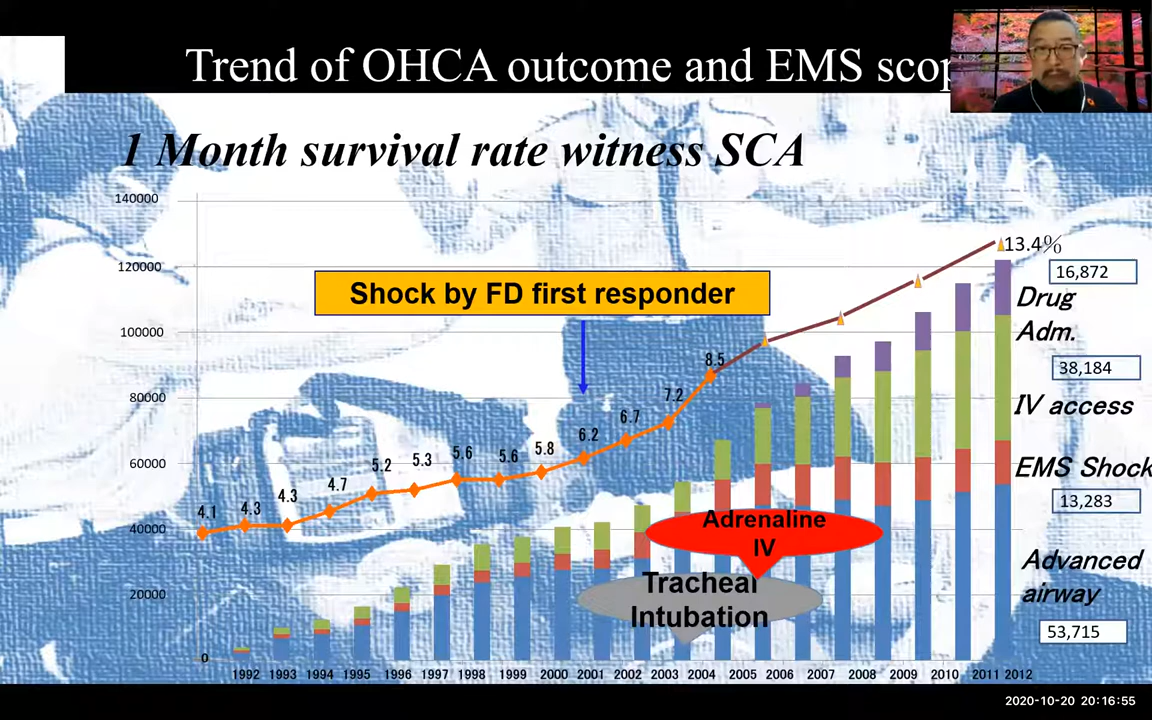 Trend of OHCA outcome and EMS scop
1 Month survival rate witness SCA
140000
120000
100000
80000
60000
40000
20000
0
Shock by FD first responder
4.1
4.3
4.3
4.7
5.2
5.3
5.6
5.6
5.8
6.2
6.7
7.2
8.5
13.4%
16,872
Drug
Adm.
38,184
IV access
EMS Shock
13,283
Advanced
airway
53,715
Adrenaline
IV
Tracheal
Intubation
1992 1993 1994 1995 1996 1997 1998 1999 2000 2001 2002 2003 2004 2005 2006 2007 2008 2009 2010 2011 2012
2020-10-20 20:16:55